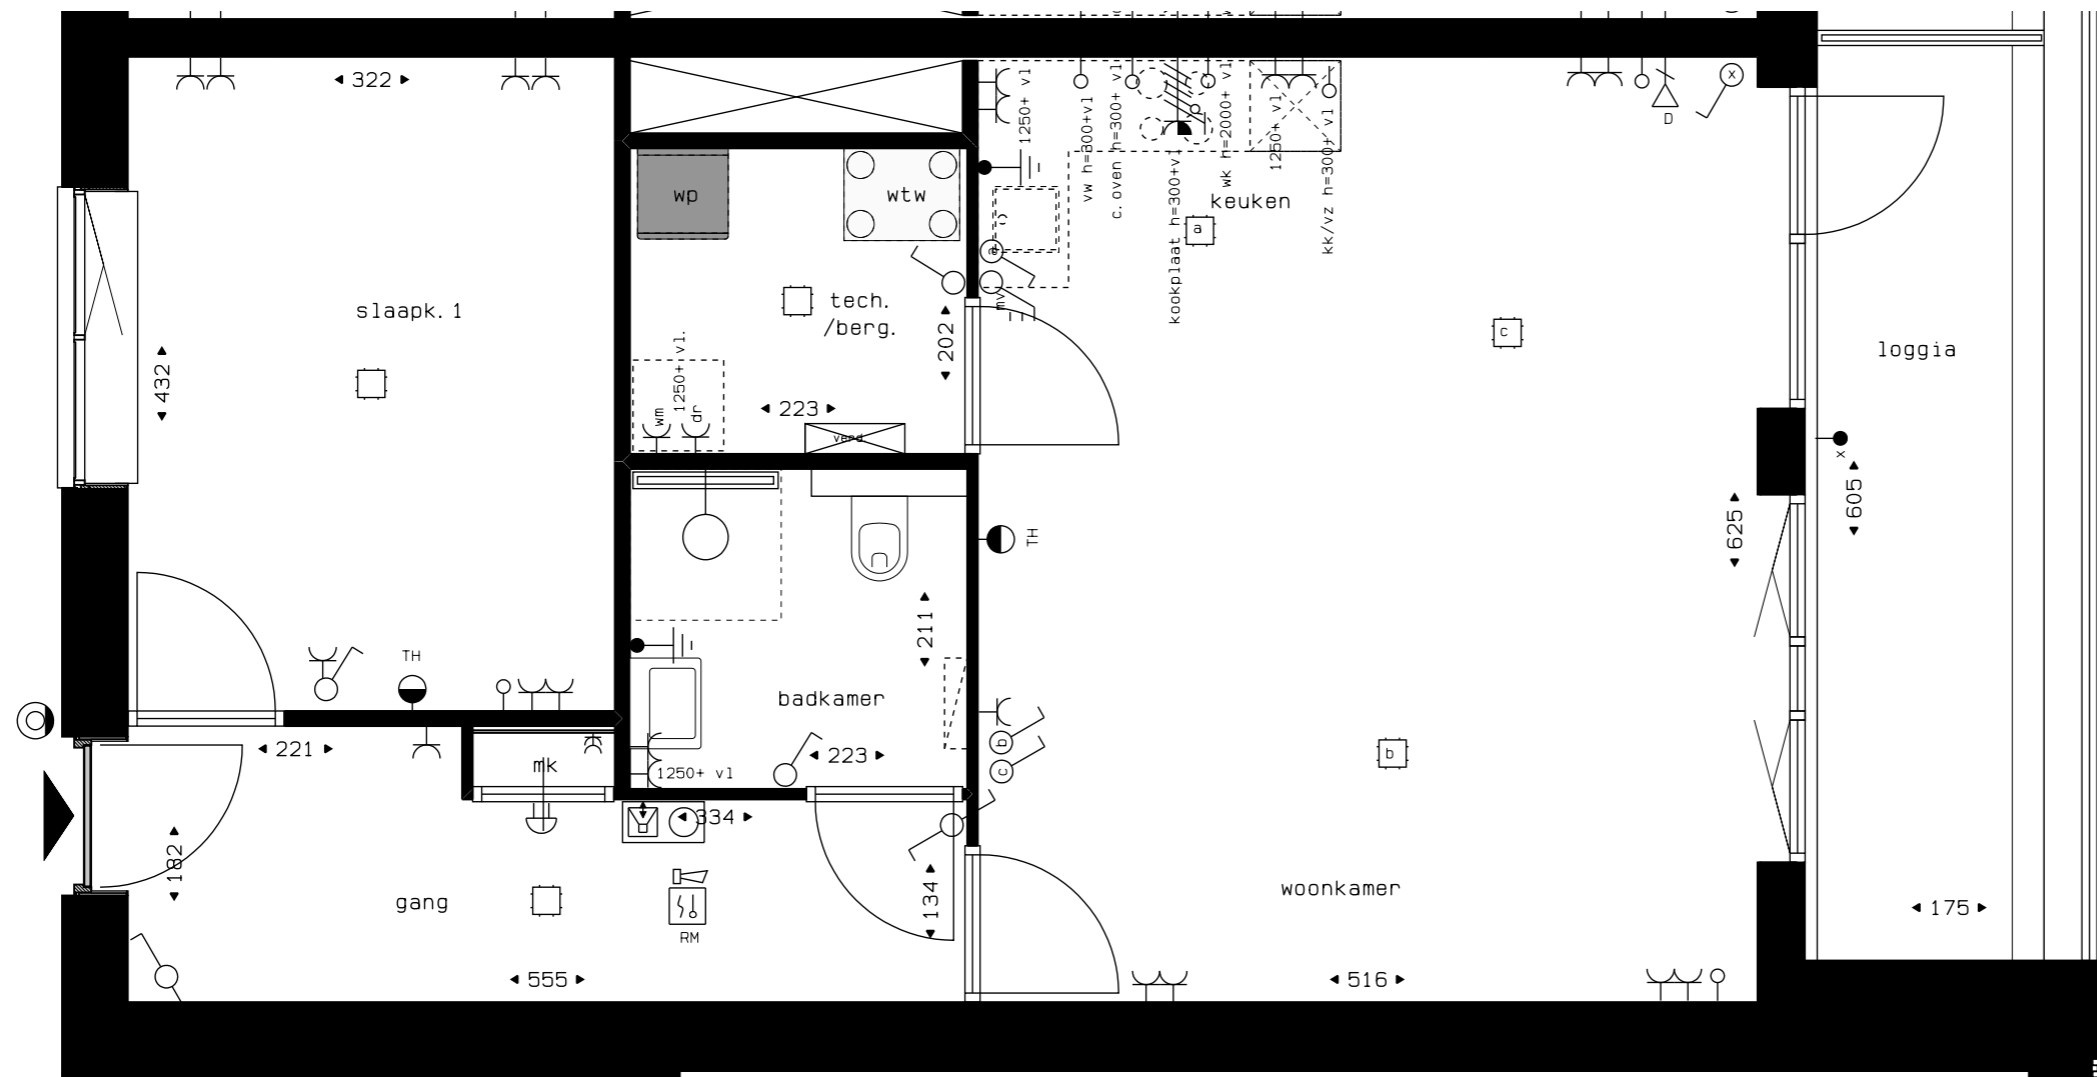 322
1250+ vl
vw h=300+vl
c.oven h=300+ vl
kookplaat h=300+vl
wk h=2000+ vl
1250+ vl
kk/vz h=300+ vl
D
x
wp
wtw
keuken
a
a
mv
slaapk.1
tech.
/berg.
202
c
loggia
432
1250+ vl.
wm
dr
223
verd
x
605
625
TH
211
TH
badkamer
b
c
221
mk
1250+ vl
223
b
334
182
gang
134
RM
woonkamer
175
555
516